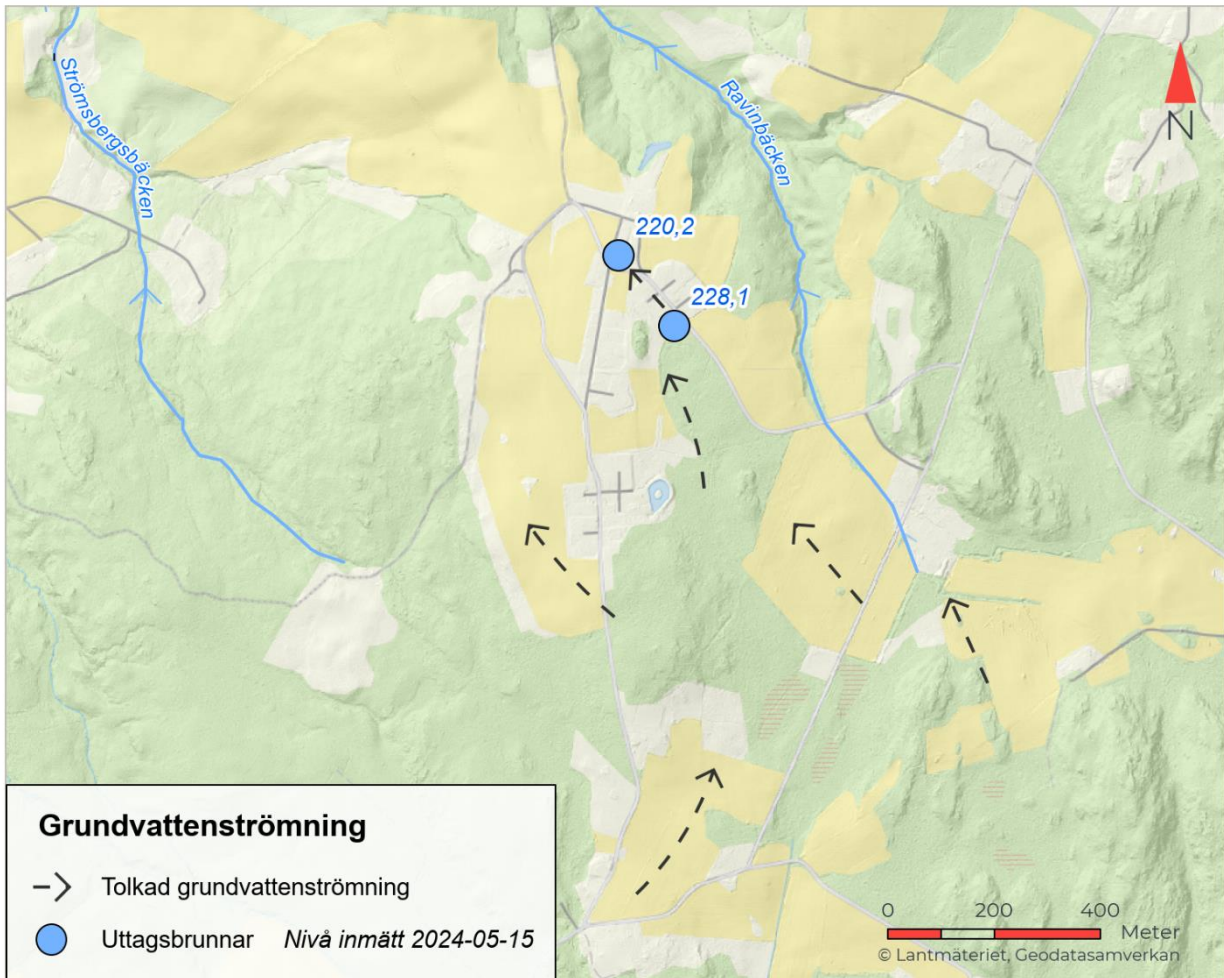 Strömsbergsbäcken
Ravinbäcken
N
220,2
228,1
Grundvattenströmning
Tolkad grundvattenströmning
Uttagsbrunnar Nivå inmätt 2024-05-15
0 200 400
Meter
© Lantmäteriet, Geodatasamverkan